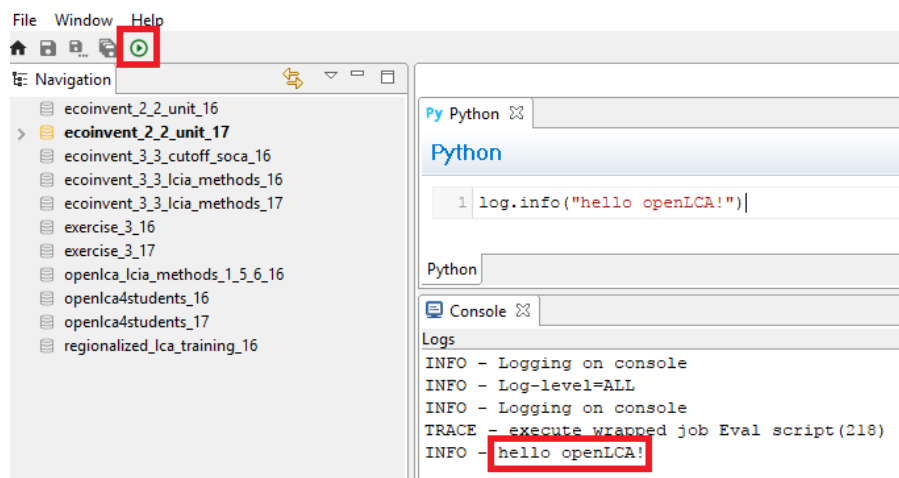 File Window Help
Navigation
ecoinvent_2_2_unit_16
ecoinvent_2_2_unit_17
ecoinvent_3_3_cutoff_soca_16
ecoinvent_3_3_lcia_methods_16
ecoinvent_3_3_lcia_methods_17
exercise_3_16
exercise_3_17
openlca_lcia_methods_1_5_6_16
openlca4students_16
openlca4students_17
regionalized_lca_training_16
Py Python
Python
1 log.info("hello openLCA!")
Python
Console
Logs
INFO - Logging on console
INFO - Log-level=ALL
INFO - Logging on console
TRACE - execute wrapped job Eval script(218)
INFO - hello openLCA!